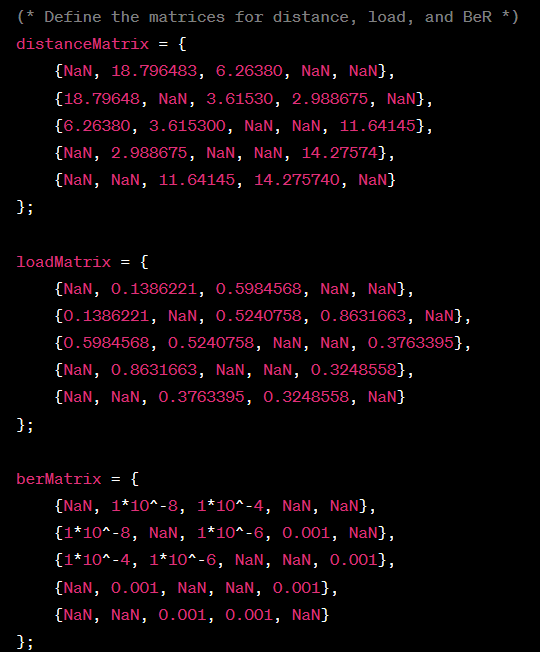 (* Define the matrices for distance, load, and BeR *)
distanceMatrix = {
    {NaN, 18.796483, 6.26380, NaN, NaN},
    {18.79648, NaN, 3.61530, 2.988675, NaN},
    {6.26380, 3.615300, NaN, NaN, 11.64145},
    {NaN, 2.988675, NaN, NaN, 14.27574},
    {NaN, NaN, 11.64145, 14.275740, NaN}
};

loadMatrix = {
    {NaN, 0.1386221, 0.5984568, NaN, NaN},
    {0.1386221, NaN, 0.5240758, 0.8631663, NaN},
    {0.5984568, 0.5240758, NaN, NaN, 0.3763395},
    {NaN, 0.8631663, NaN, NaN, 0.3248558},
    {NaN, NaN, 0.3763395, 0.3248558, NaN}
};

berMatrix = {
    {NaN, 1*10^-8, 1*10^-4, NaN, NaN},
    {1*10^-8, NaN, 1*10^-6, 0.001, NaN},
    {1*10^-4, 1*10^-6, NaN, NaN, 0.001},
    {NaN, 0.001, NaN, NaN, 0.001},
    {NaN, NaN, 0.001, 0.001, NaN}
};